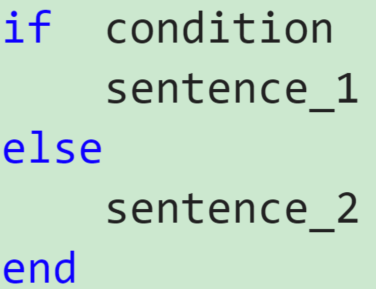 if  condition
    sentence_1
else
    sentence_2
end